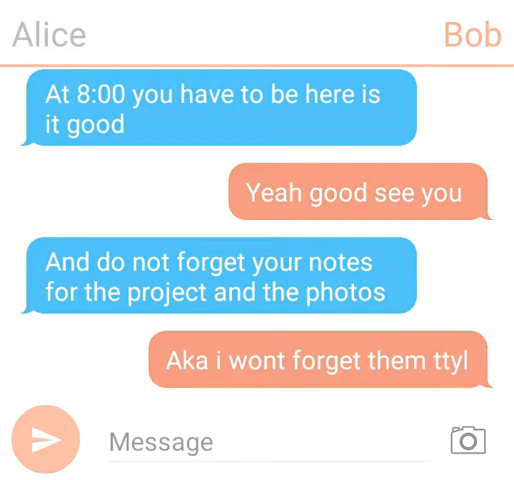 Alice
Bob
At 8:00 you have to be here is
it good
Yeah good see you
And do not forget your notes
for the project and the photos
Aka i wont forget them ttyl
Message